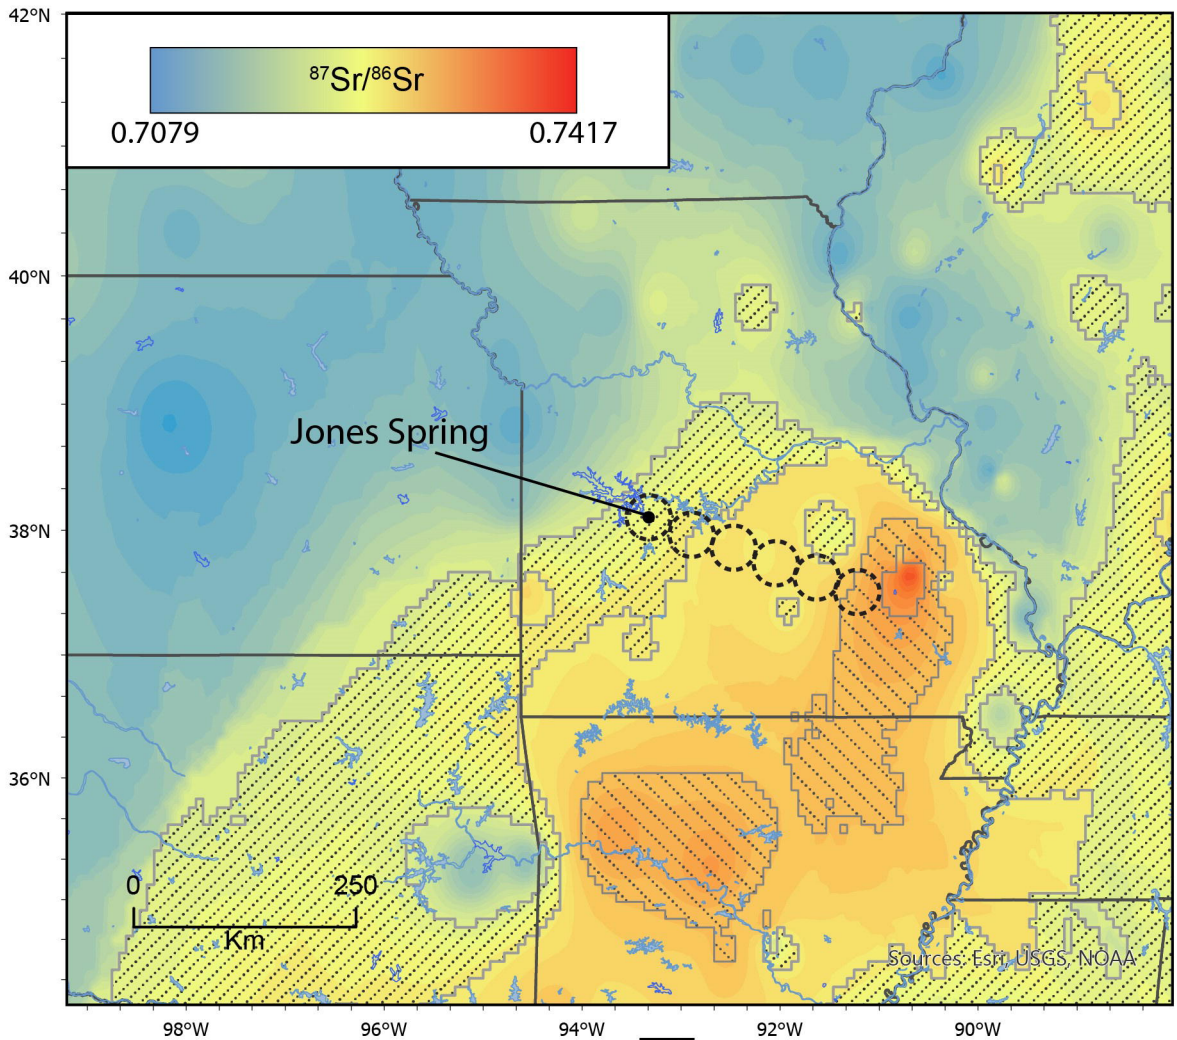 42°N
⁸⁷Sr/⁸⁶Sr
0.7079 0.7417
40°N
Jones Spring
38°N
36°N
0 250
Km
Sources: Esri, USGS, NOAA
98°W 96°W 94°W 92°W 90°W